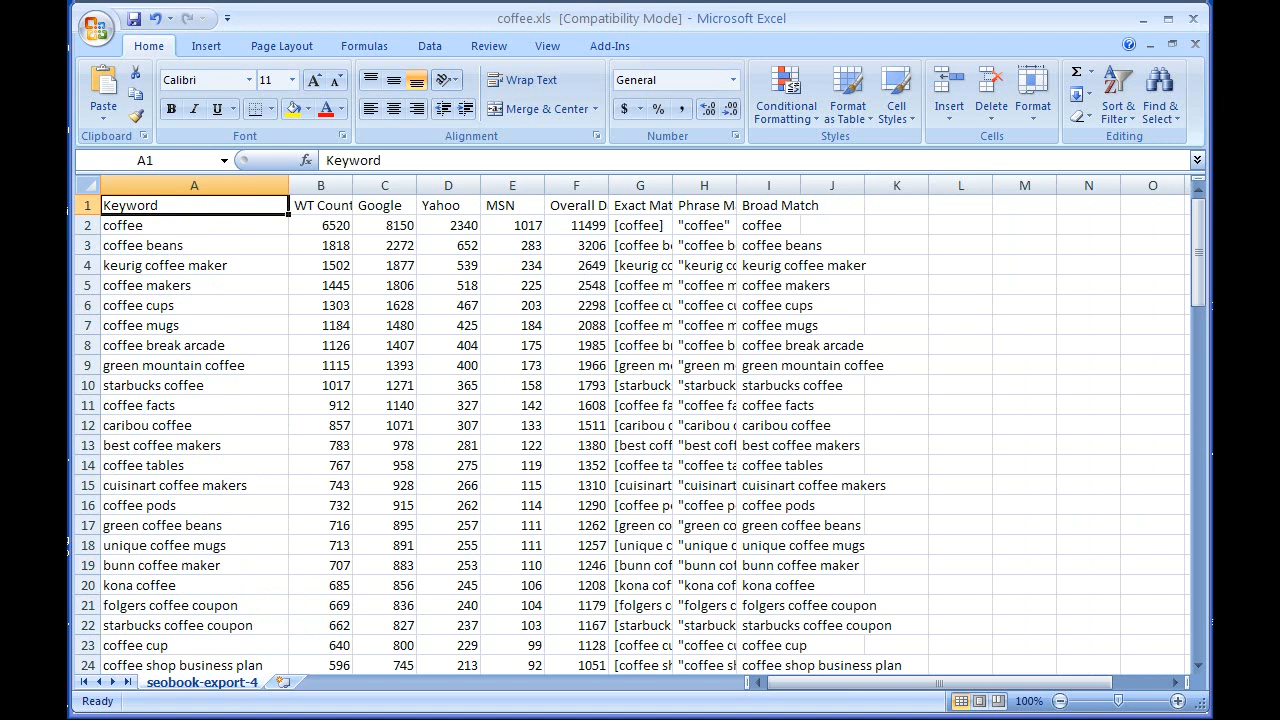 coffee.xls [Compatibility Mode] - Microsoft Excel
Home Insert Page Layout Formulas Data Review View Add-Ins
Calibri 11 Wrap Text General
Paste B I U Merge & Center $ % , Conditional Formatting Format as Table Cell Styles Insert Delete Format Σ Sort & Filter Find & Select
Clipboard Font Alignment Number Styles Cells Editing
A1 fx Keyword
A B C D E F G H I J K L M N O
1 Keyword WT Count Google Yahoo MSN Overall D Exact Mat Phrase M Broad Match
2 coffee 6520 8150 2340 1017 11499 [coffee] "coffee" coffee
3 coffee beans 1818 2272 652 283 3206 [coffee be "coffee b coffee beans
4 keurig coffee maker 1502 1877 539 234 2649 [keurig co "keurig co keurig coffee maker
5 coffee makers 1445 1806 518 225 2548 [coffee m "coffee m coffee makers
6 coffee cups 1303 1628 467 203 2298 [coffee cu "coffee cu coffee cups
7 coffee mugs 1184 1480 425 184 2088 [coffee m "coffee m coffee mugs
8 coffee break arcade 1126 1407 404 175 1985 [coffee br "coffee b coffee break arcade
9 green mountain coffee 1115 1393 400 173 1966 [green mo "green m green mountain coffee
10 starbucks coffee 1017 1271 365 158 1793 [starbuck "starbuck starbucks coffee
11 coffee facts 912 1140 327 142 1608 [coffee fa "coffee fa coffee facts
12 caribou coffee 857 1071 307 133 1511 [caribou c "caribou c caribou coffee
13 best coffee makers 783 978 281 122 1380 [best coff "best coff best coffee makers
14 coffee tables 767 958 275 119 1352 [coffee ta "coffee ta coffee tables
15 cuisinart coffee makers 743 928 266 115 1310 [cuisinart "cuisinart cuisinart coffee makers
16 coffee pods 732 915 262 114 1290 [coffee p "coffee p coffee pods
17 green coffee beans 716 895 257 111 1262 [green co "green co green coffee beans
18 unique coffee mugs 713 891 255 111 1257 [unique c "unique c unique coffee mugs
19 bunn coffee maker 707 883 253 110 1246 [bunn cof "bunn cof bunn coffee maker
20 kona coffee 685 856 245 106 1208 [kona cof "kona cof kona coffee
21 folgers coffee coupon 669 836 240 104 1179 [folgers c "folgers c folgers coffee coupon
22 starbucks coffee coupon 662 827 237 103 1167 [starbuck "starbuck starbucks coffee coupon
23 coffee cup 640 800 229 99 1128 [coffee cu "coffee cu coffee cup
24 coffee shop business plan 596 745 213 92 1051 [coffee sh "coffee sh coffee shop business plan
seobook-export-4
Ready 100%